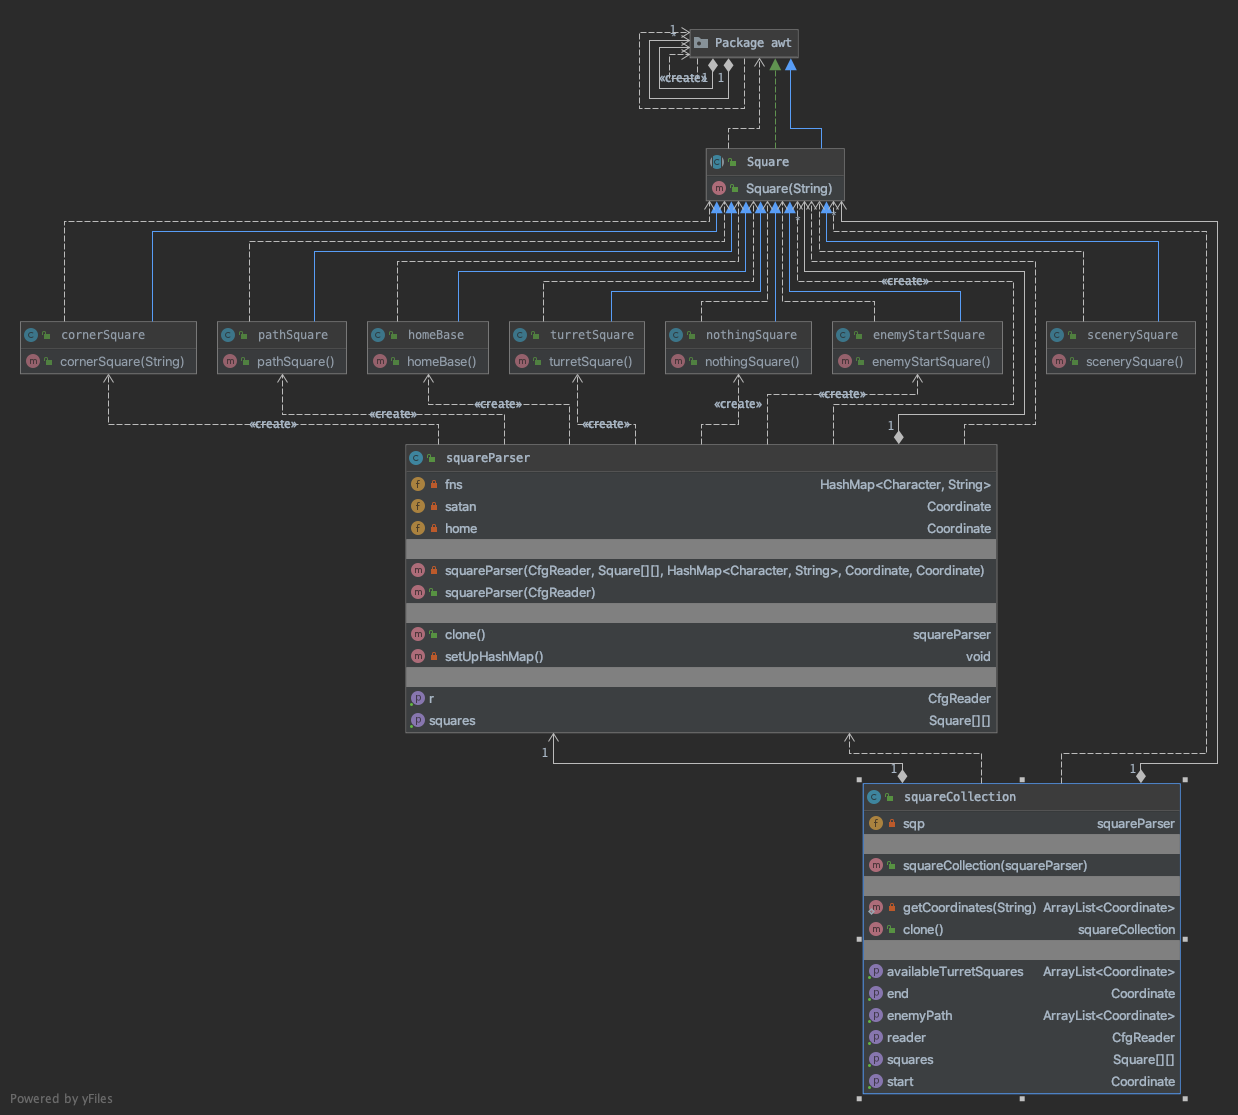 1
Package awt
«create»
1
1
Square
Square(String)
«create»
cornerSquare
cornerSquare(String)
pathSquare
pathSquare()
homeBase
homeBase()
turretSquare
turretSquare()
nothingSquare
nothingSquare()
enemyStartSquare
enemyStartSquare()
scenerySquare
scenerySquare()
«create»
«create»
«create»
«create»
«create»
«create»
1
squareParser
fns HashMap<Character, String>
satan Coordinate
home Coordinate
squareParser(CfgReader, Square[][], HashMap<Character, String>, Coordinate, Coordinate)
squareParser(CfgReader)
clone() squareParser
setUpHashMap() void
r CfgReader
squares Square[][]
1
1
1
squareCollection
sqp squareParser
squareCollection(squareParser)
getCoordinates(String) ArrayList<Coordinate>
clone() squareCollection
availableTurretSquares ArrayList<Coordinate>
end Coordinate
enemyPath ArrayList<Coordinate>
reader CfgReader
squares Square[][]
start Coordinate
Powered by yFiles